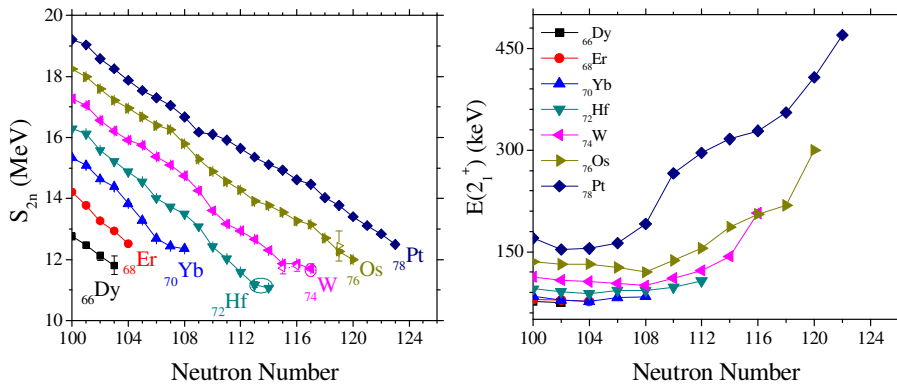 20
18
16
14
12
10
S2n (MeV)
100 104 108 112 116 120 124
Neutron Number
66Dy
68Er
70Yb
72Hf
74W
76Os
78Pt
450
300
150
E(2₁⁺) (keV)
100 104 108 112 116 120 124
Neutron Number
66Dy
68Er
70Yb
72Hf
74W
76Os
78Pt